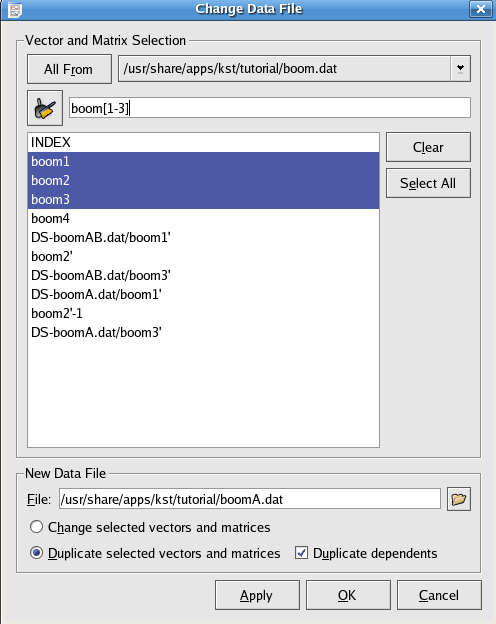 Change Data File
Vector and Matrix Selection
All From
/usr/share/apps/kst/tutorial/boom.dat
boom[1-3]
INDEX
boom1
boom2
boom3
boom4
DS-boomAB.dat/boom1'
boom2'
DS-boomAB.dat/boom3'
DS-boomA.dat/boom1'
boom2'-1
DS-boomA.dat/boom3'
Clear
Select All
New Data File
File: /usr/share/apps/kst/tutorial/boomA.dat
Change selected vectors and matrices
Duplicate selected vectors and matrices Duplicate dependents
Apply OK Cancel